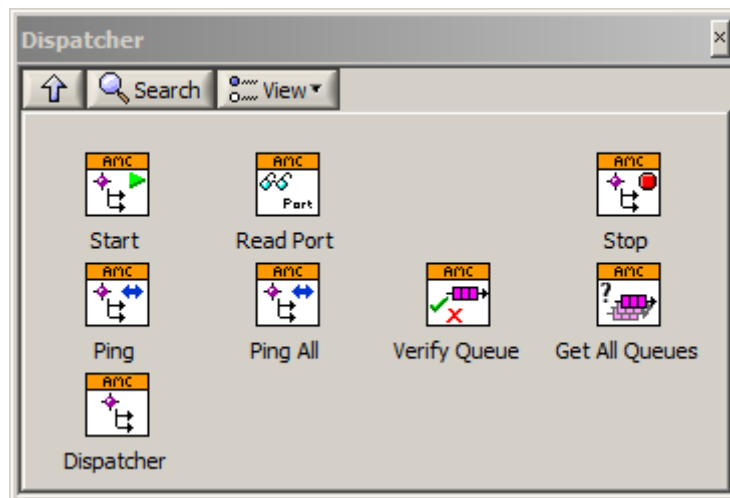 Dispatcher
Search View
AMC AMC AMC
Port
Start Read Port Stop
AMC AMC AMC AMC
?
Ping Ping All Verify Queue Get All Queues
AMC
Dispatcher